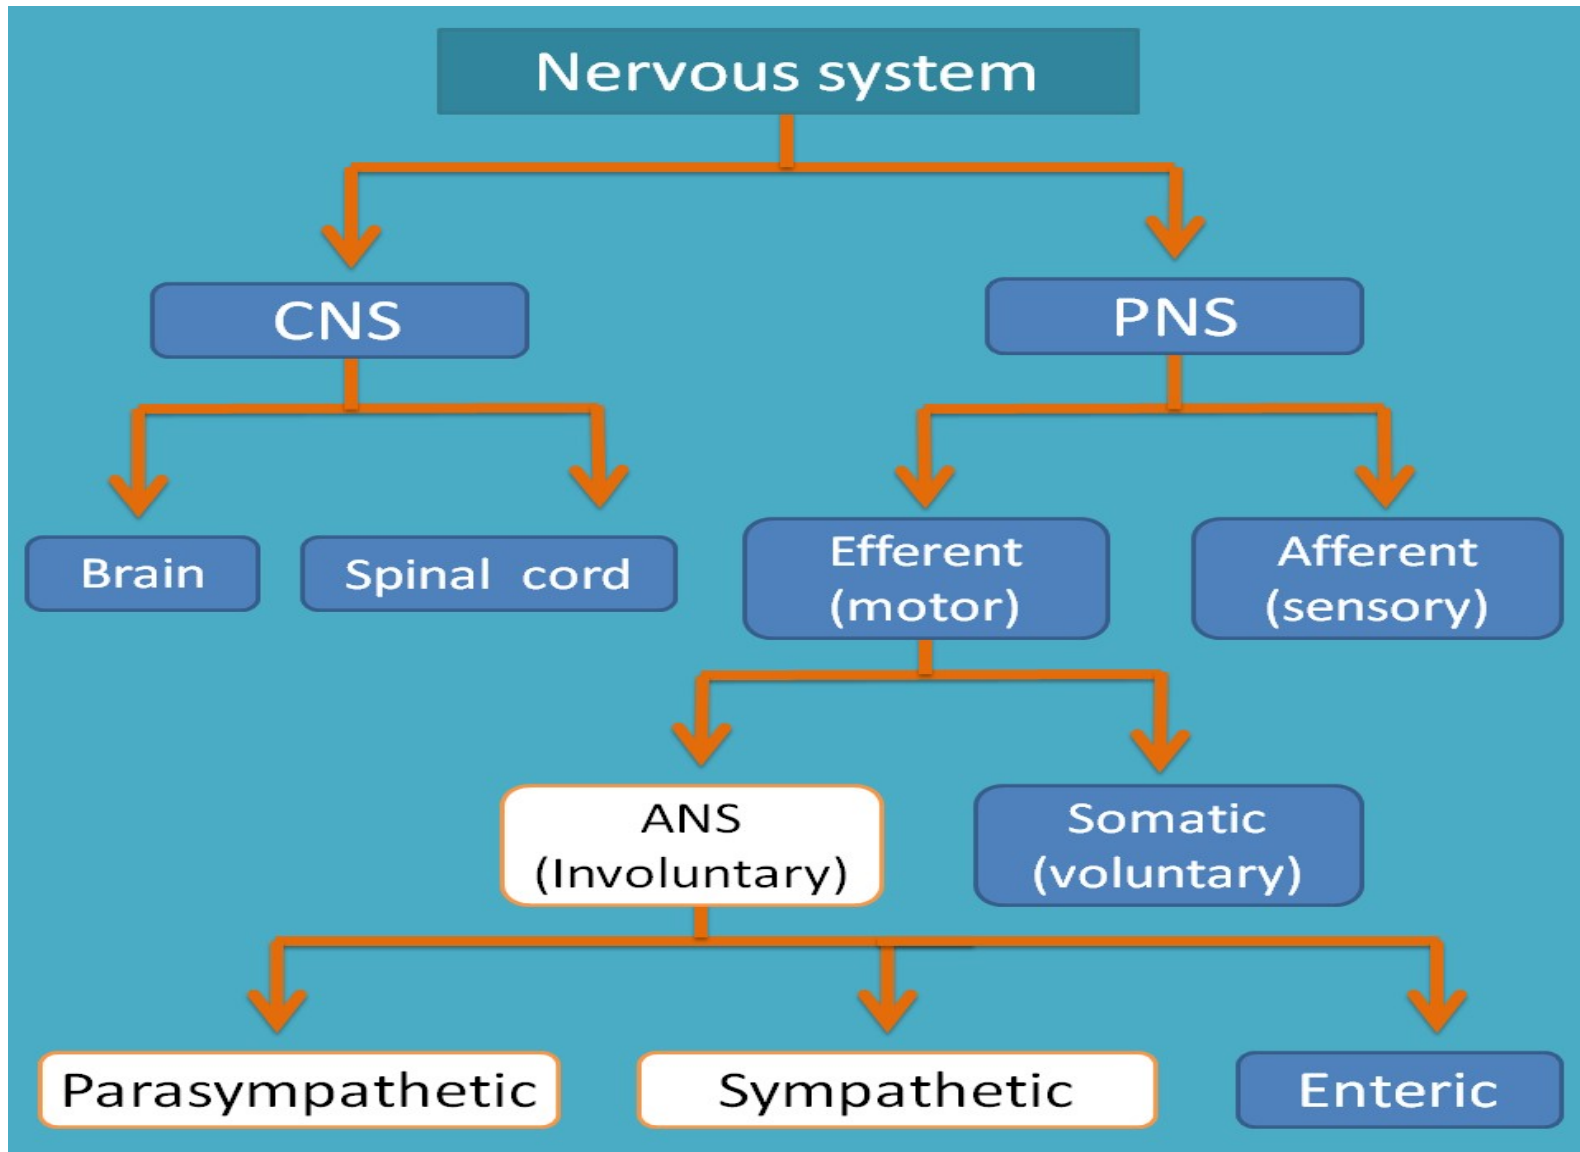 Nervous system
CNS
PNS
Brain
Spinal cord
Efferent
(motor)
Afferent
(sensory)
ANS
(Involuntary)
Somatic
(voluntary)
Parasympathetic
Sympathetic
Enteric